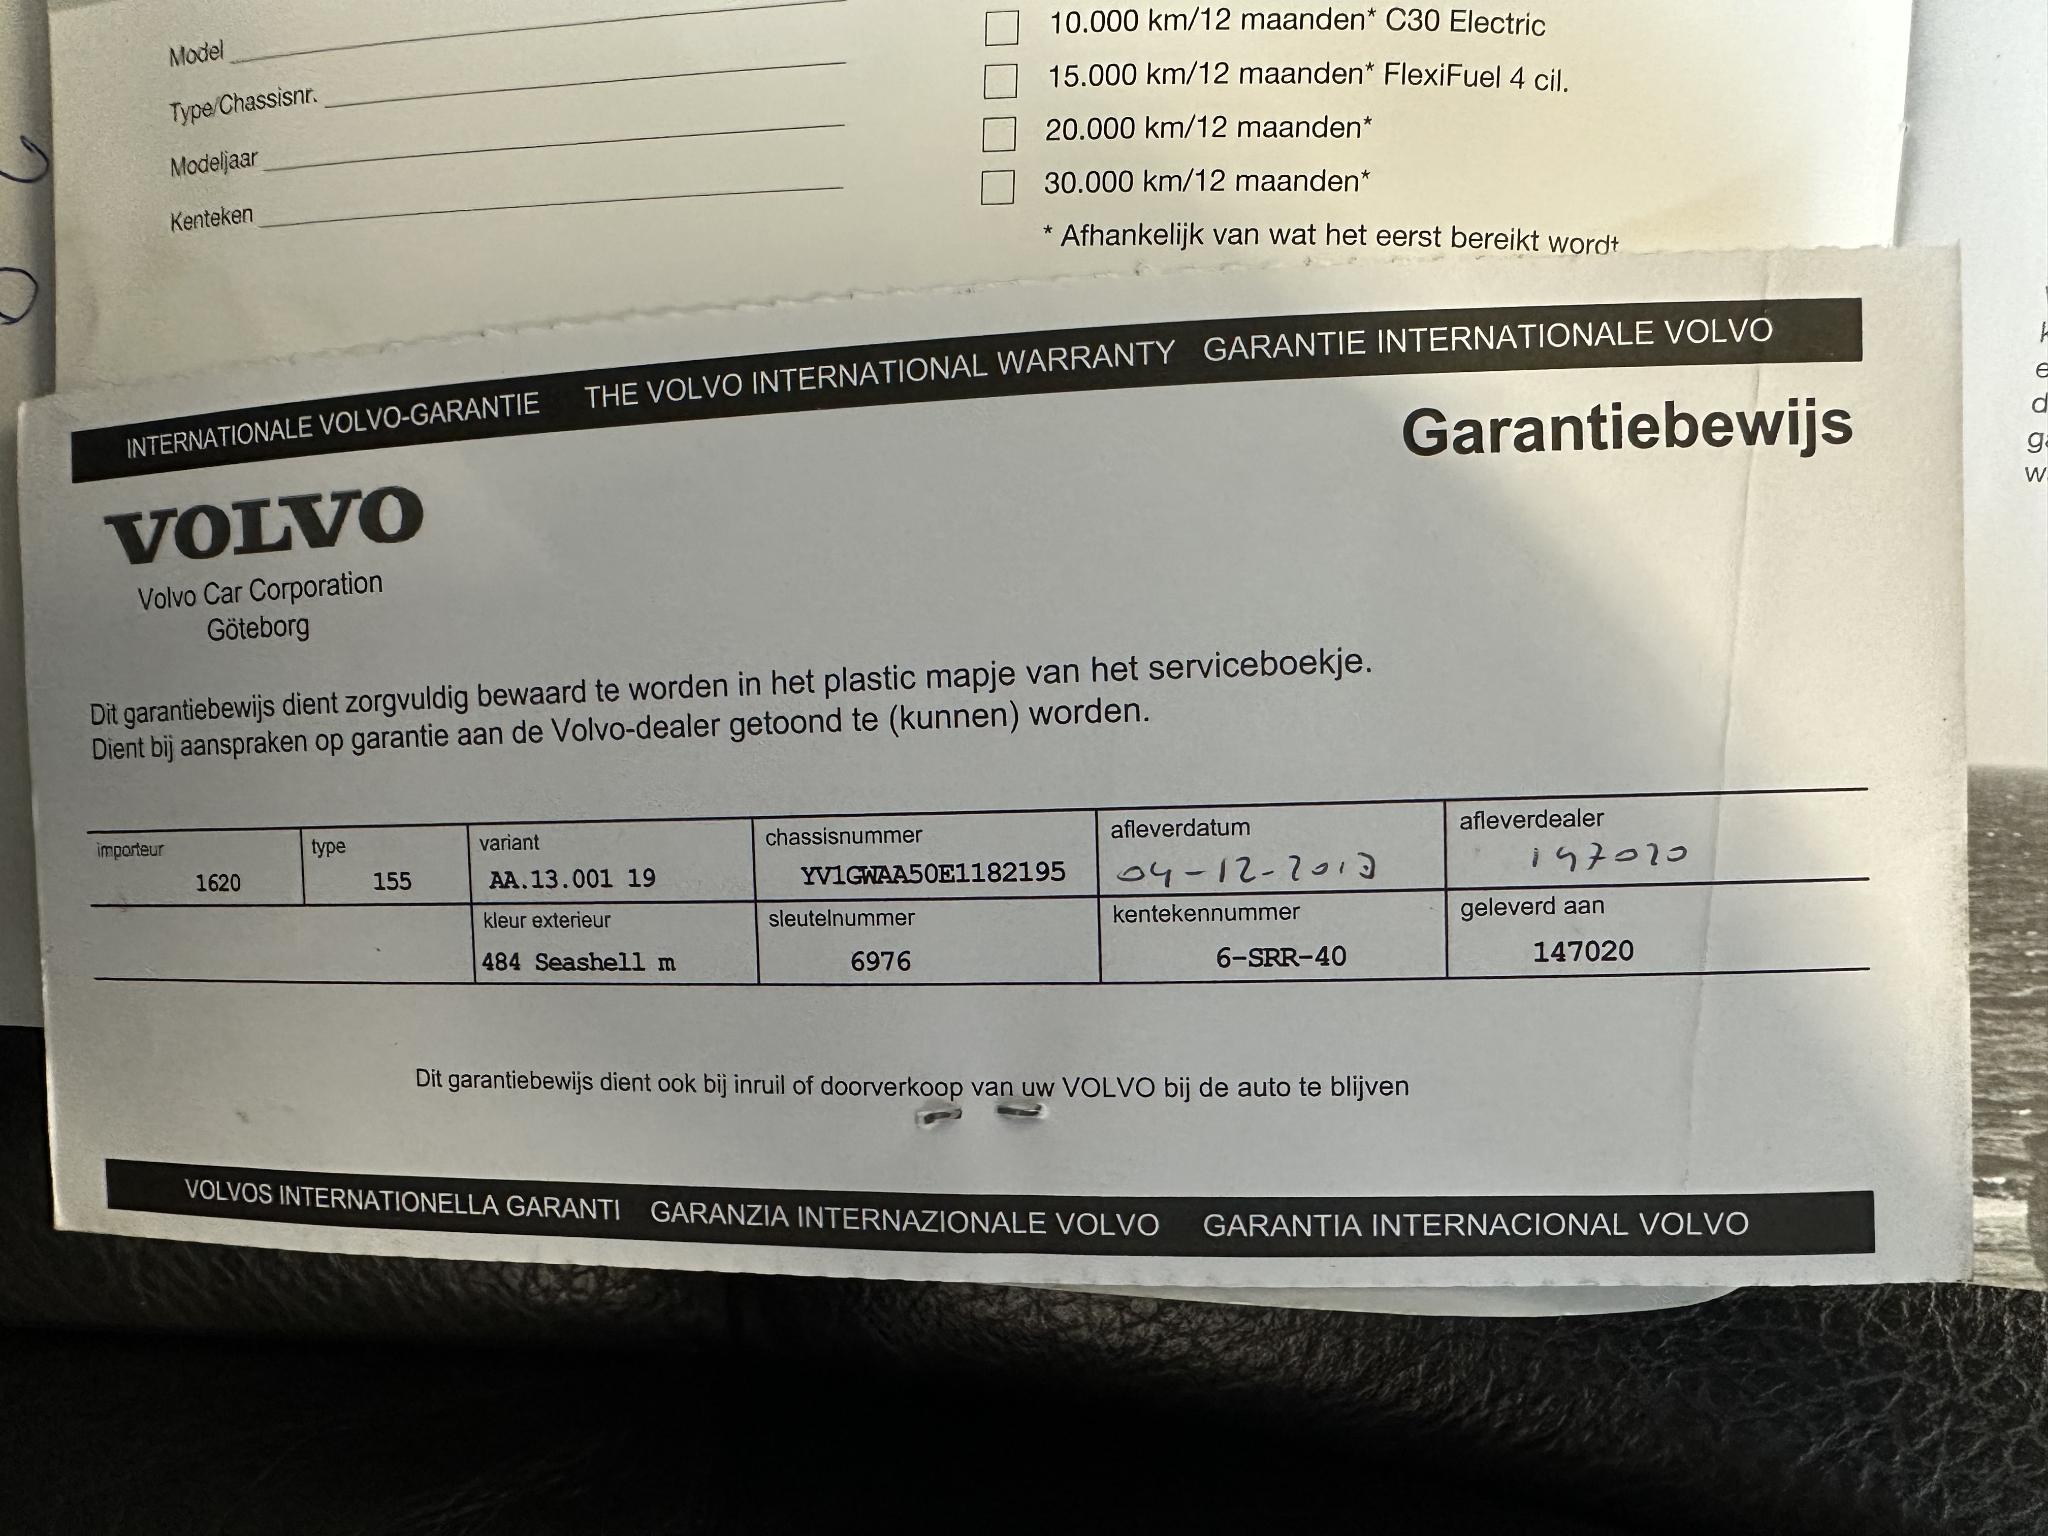 Model
Type/Chassisnr.
Modeljaar
Kenteken
10.000 km/12 maanden* C30 Electric
15.000 km/12 maanden* FlexiFuel 4 cil.
20.000 km/12 maanden*
30.000 km/12 maanden*
* Afhankelijk van wat het eerst bereikt wordt
INTERNATIONALE VOLVO-GARANTIE THE VOLVO INTERNATIONAL WARRANTY GARANTIE INTERNATIONALE VOLVO
Garantiebewijs
VOLVO
Volvo Car Corporation
Göteborg
Dit garantiebewijs dient zorgvuldig bewaard te worden in het plastic mapje van het serviceboekje.
Dient bij aanspraken op garantie aan de Volvo-dealer getoond te (kunnen) worden.
importeur type variant chassisnummer afleverdatum afleverdealer
1620 155 AA.13.001 19 YV1GWAA50E1182195 04-12-2013 147020
kleur exterieur sleutelnummer kentekennummer geleverd aan
484 Seashell m 6976 6-SRR-40 147020
Dit garantiebewijs dient ook bij inruil of doorverkoop van uw VOLVO bij de auto te blijven
VOLVOS INTERNATIONELLA GARANTI GARANZIA INTERNAZIONALE VOLVO GARANTIA INTERNACIONAL VOLVO